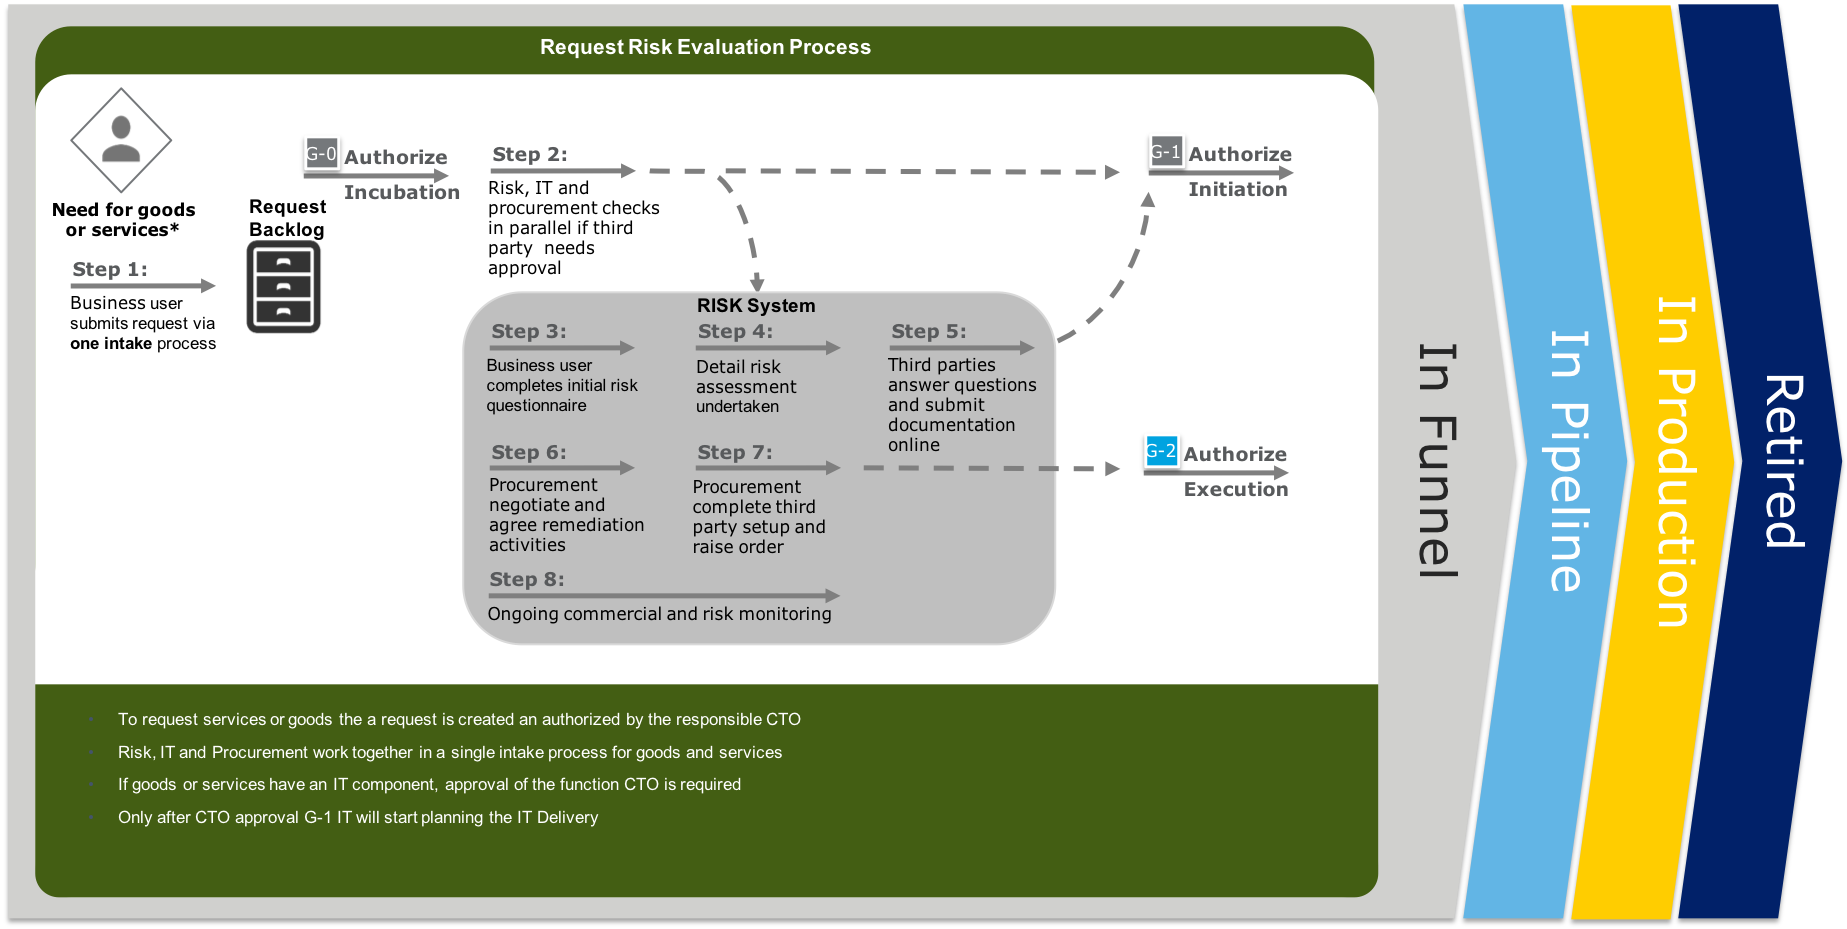 Request Risk Evaluation Process
Need for goods
or services*
Step 1:
Business user
submits request via
one intake process
Request
Backlog
G-0
Authorize
Incubation
Step 2:
Risk, IT and
procurement checks
in parallel if third
party needs
approval
G-1
Authorize
Initiation
RISK System
Step 3:
Business user
completes initial risk
questionnaire
Step 4:
Detail risk
assessment
undertaken
Step 5:
Third parties
answer questions
and submit
documentation
online
Step 6:
Procurement
negotiate and
agree remediation
activities
Step 7:
Procurement
complete third
party setup and
raise order
G-2
Authorize
Execution
Step 8:
Ongoing commercial and risk monitoring
To request services or goods the a request is created an authorized by the responsible CTO
Risk, IT and Procurement work together in a single intake process for goods and services
If goods or services have an IT component, approval of the function CTO is required
Only after CTO approval G-1 IT will start planning the IT Delivery
In Funnel
In Pipeline
In Production
Retired